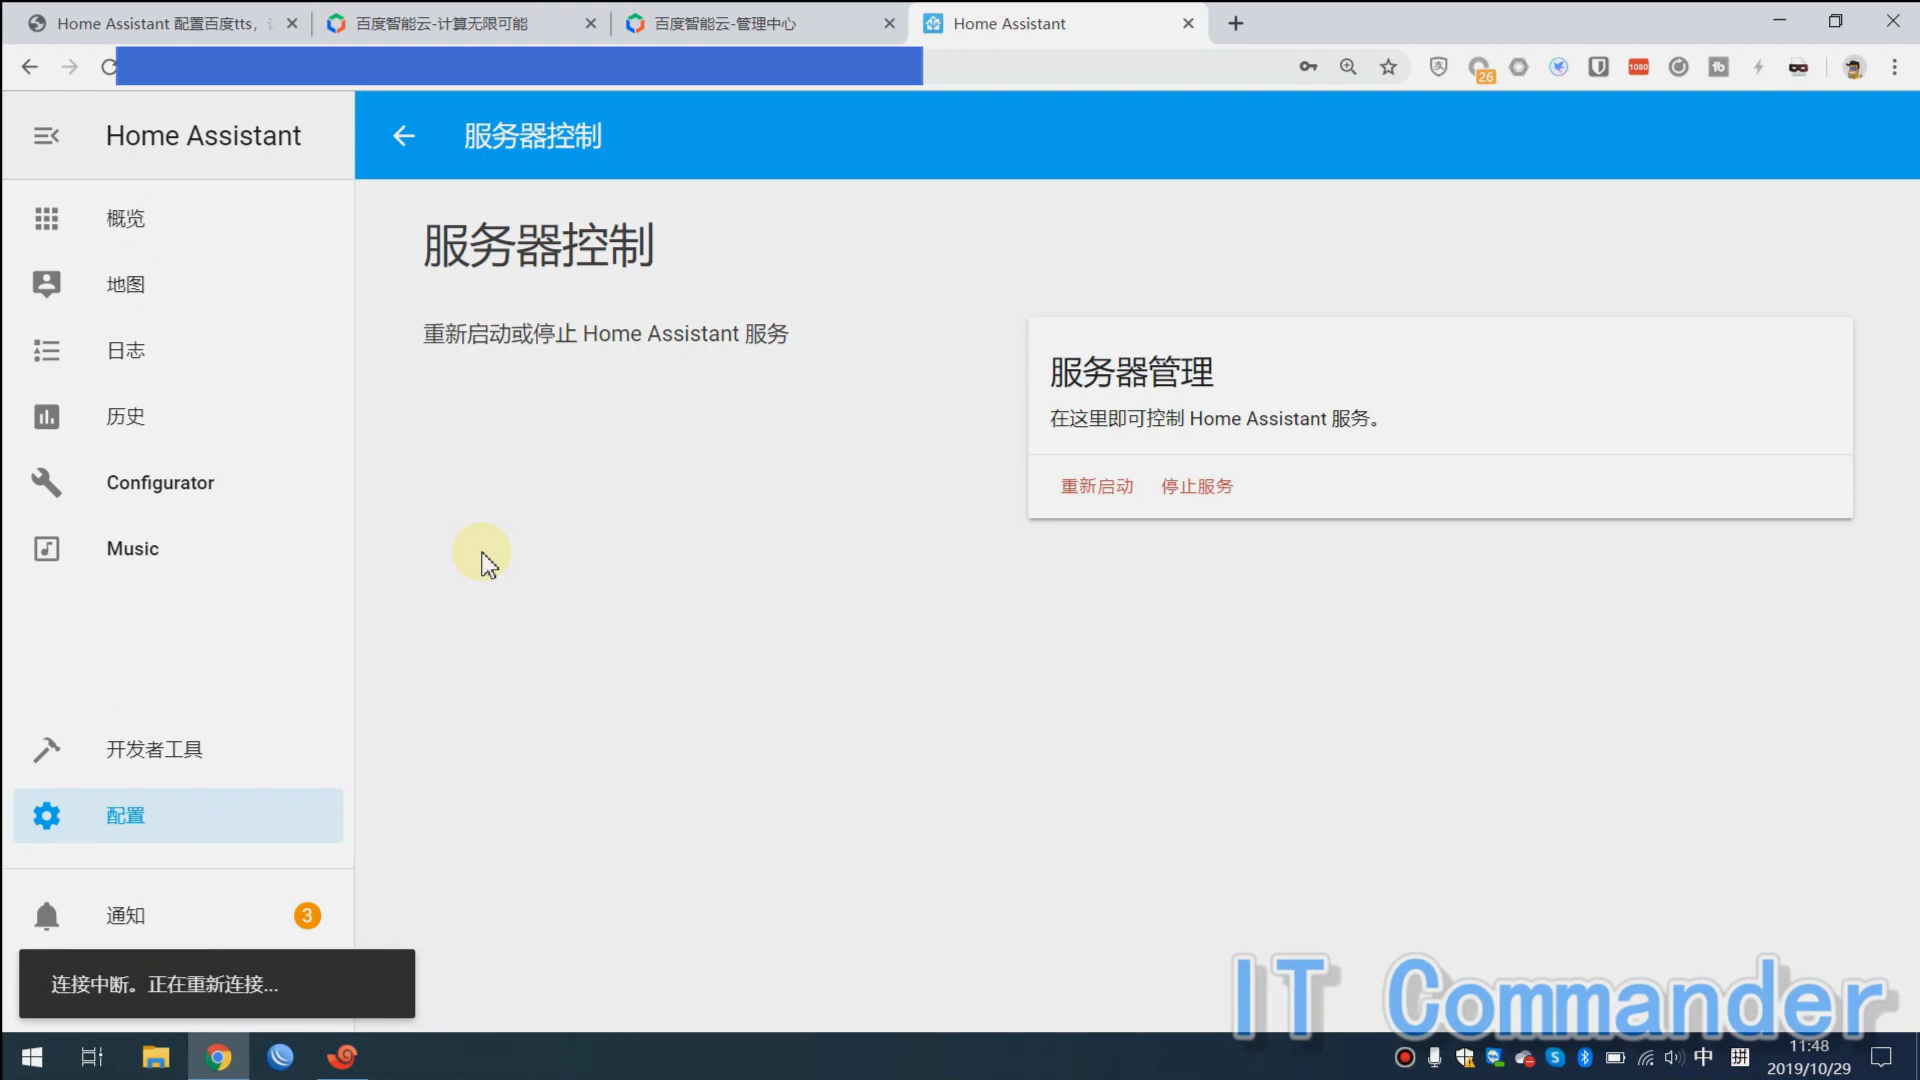 Home Assistant 配置百度tts，
百度智能云-计算无限可能
百度智能云-管理中心
Home Assistant
26
1080
Home Assistant
服务器控制
概览
地图
日志
历史
Configurator
Music
开发者工具
配置
通知
3
服务器控制
重新启动或停止 Home Assistant 服务
服务器管理
在这里即可控制 Home Assistant 服务。
重新启动
停止服务
连接中断。正在重新连接...
IT Commander
中
拼
11:48
2019/10/29